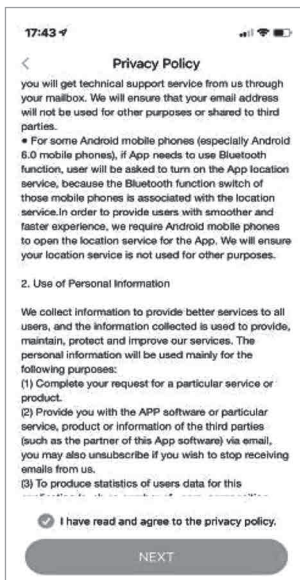 17:43
Privacy Policy
you will get technical support service from us through
your mailbox. We will ensure that your email address
will not be used for other purposes or shared to third
parties.
● For some Android mobile phones (especially Android
6.0 mobile phones), if App needs to use Bluetooth
function, user will be asked to turn on the App location
service, because the Bluetooth function switch of
those mobile phones is associated with the location
service.In order to provide users with smoother and
faster experience, we require Android mobile phones
to open the location service for the App. We will ensure
your location service is not used for other purposes.
2. Use of Personal Information
We collect information to provide better services to all
users, and the information collected is used to provide,
maintain, protect and improve our services. The
personal information will be used mainly for the
following purposes:
(1) Complete your request for a particular service or
product.
(2) Provide you with the APP software or particular
service, product or information of the third parties
(such as the partner of this App software) via email,
you may also unsubscribe if you wish to stop receiving
emails from us.
(3) To produce statistics of users data for this
I have read and agree to the privacy policy.
NEXT